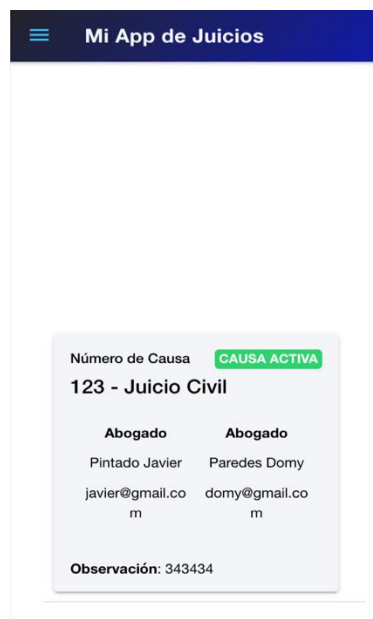 Mi App de Juicios
Número de Causa CAUSA ACTIVA
123 - Juicio Civil
Abogado Abogado
Pintado Javier Paredes Domy
javier@gmail.co domy@gmail.co
m m
Observación: 343434